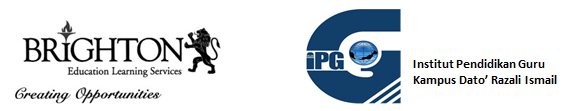 BRIGHTON
Education Learning Services
Creating Opportunities
iPG
Institut Pendidikan Guru
Kampus Dato' Razali Ismail